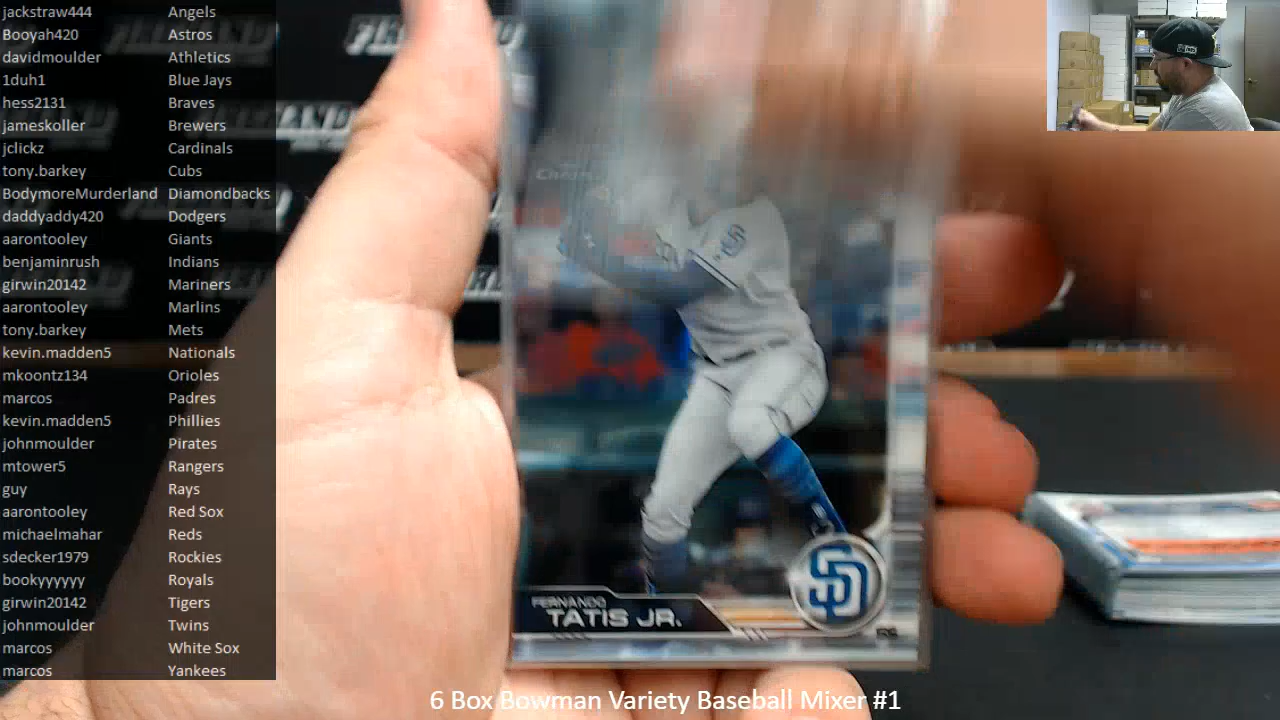 jackstraw444 Angels
Booyah420 Astros
davidmoulder Athletics
1duh1 Blue Jays
hess2131 Braves
jameskoller Brewers
jclickz Cardinals
tony.barkey Cubs
BodymoreMurderland Diamondbacks
daddyaddy420 Dodgers
aarontooley Giants
benjaminrush Indians
girwin20142 Mariners
aarontooley Marlins
tony.barkey Mets
kevin.madden5 Nationals
mkoontz134 Orioles
marcos Padres
kevin.madden5 Phillies
johnmoulder Pirates
mtower5 Rangers
guy Rays
aarontooley Red Sox
michaelmahar Reds
sdecker1979 Rockies
bookyyyyyy Royals
girwin20142 Tigers
johnmoulder Twins
marcos White Sox
marcos Yankees
Chrome
SD
FERNANDO
TATIS JR.
SD
6 Box Bowman Variety Baseball Mixer #1